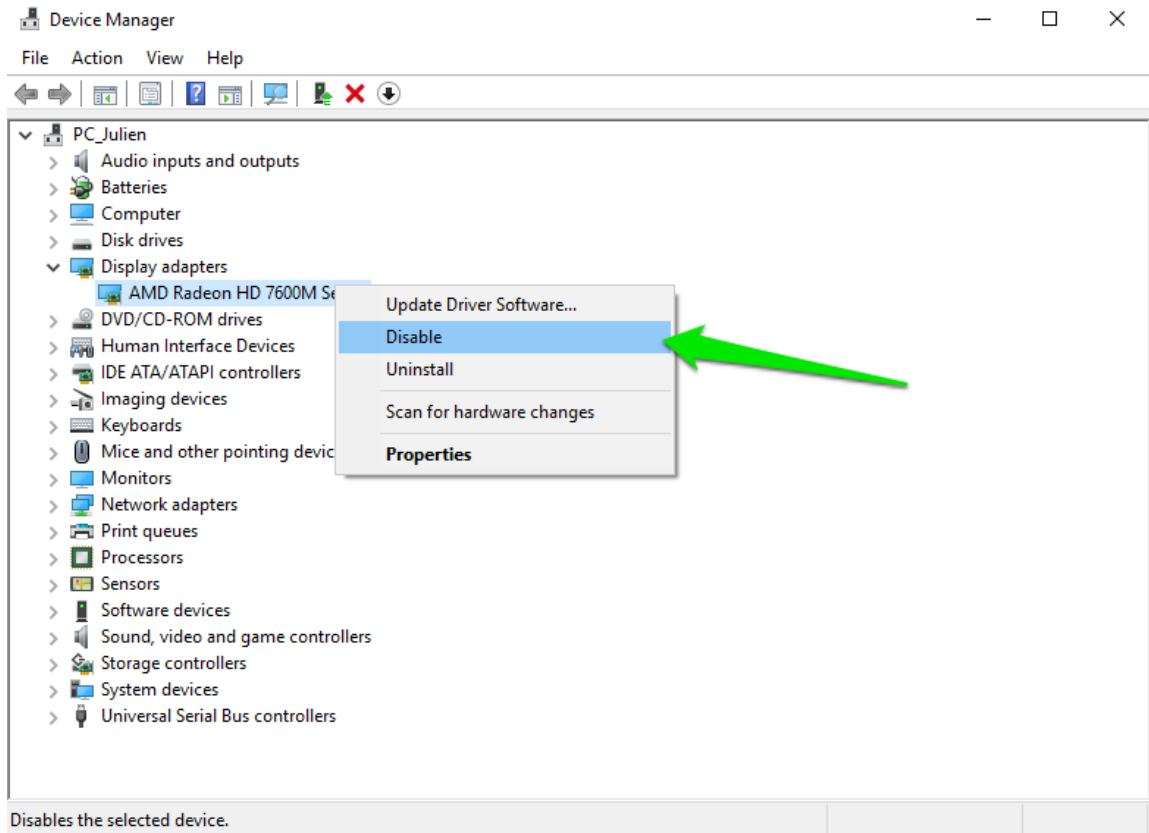 Device Manager
File Action View Help
PC_Julien
Audio inputs and outputs
Batteries
Computer
Disk drives
Display adapters
AMD Radeon HD 7600M Se
DVD/CD-ROM drives
Human Interface Devices
IDE ATA/ATAPI controllers
Imaging devices
Keyboards
Mice and other pointing devic
Monitors
Network adapters
Print queues
Processors
Sensors
Software devices
Sound, video and game controllers
Storage controllers
System devices
Universal Serial Bus controllers
Update Driver Software...
Disable
Uninstall
Scan for hardware changes
Properties
Disables the selected device.